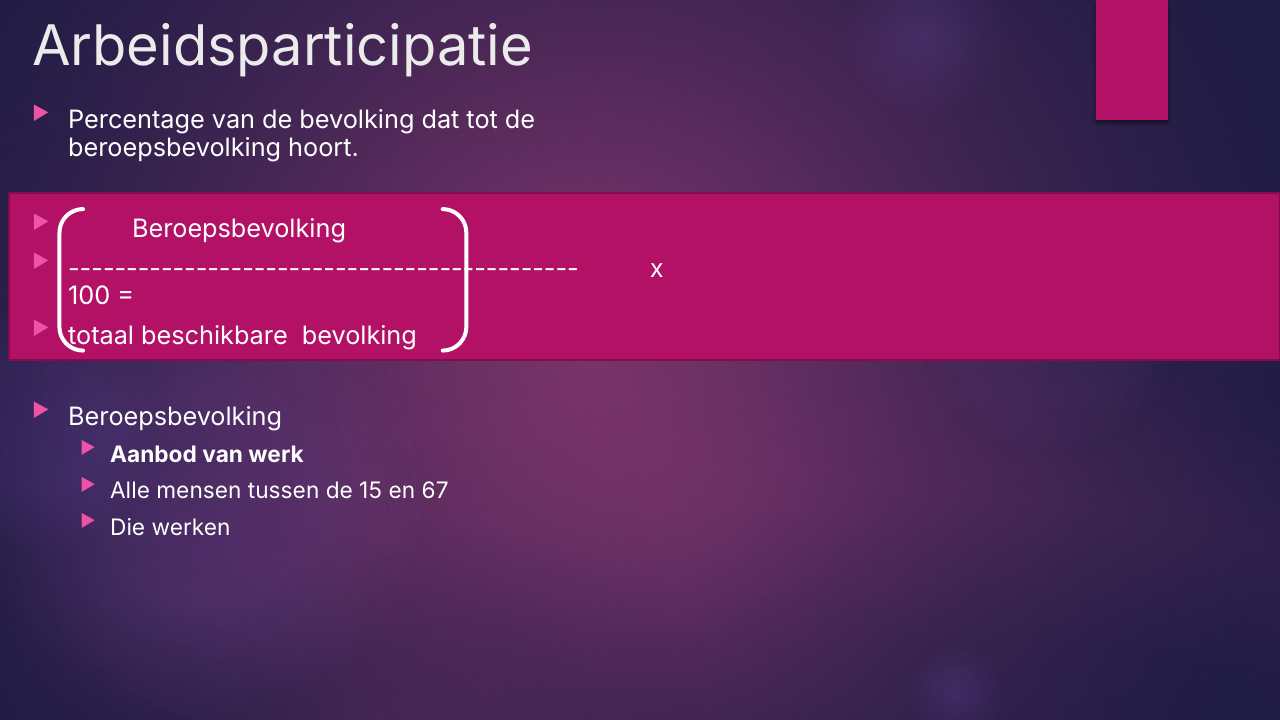 Arbeidsparticipatie
Percentage van de bevolking dat tot de
beroepsbevolking hoort.
Beroepsbevolking
-------------------------------------------- x
100 =
totaal beschikbare  bevolking
Beroepsbevolking
Aanbod van werk
Alle mensen tussen de 15 en 67
Die werken